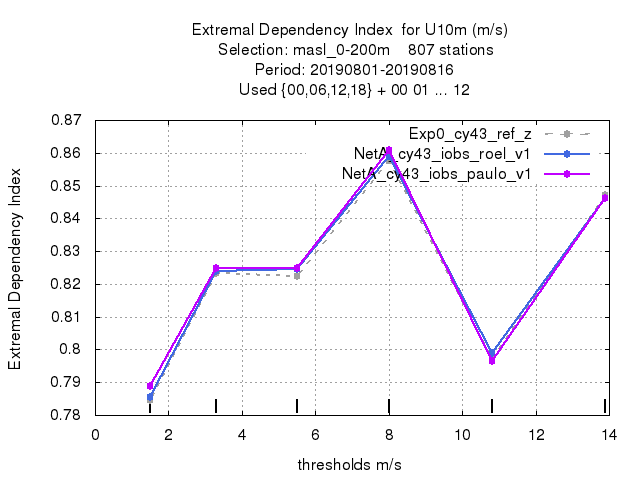 Extremal Dependency Index  for U10m (m/s)
Selection: masl_0-200m    807 stations
Period: 20190801-20190816
Used {00,06,12,18} + 00 01 ... 12
Extremal Dependency Index
0.87
0.86
0.85
0.84
0.83
0.82
0.81
0.8
0.79
0.78
Exp0_cy43_ref_z
NetA_cy43_iobs_roel_v1
NetA_cy43_iobs_paulo_v1
0 2 4 6 8 10 12 14
thresholds m/s